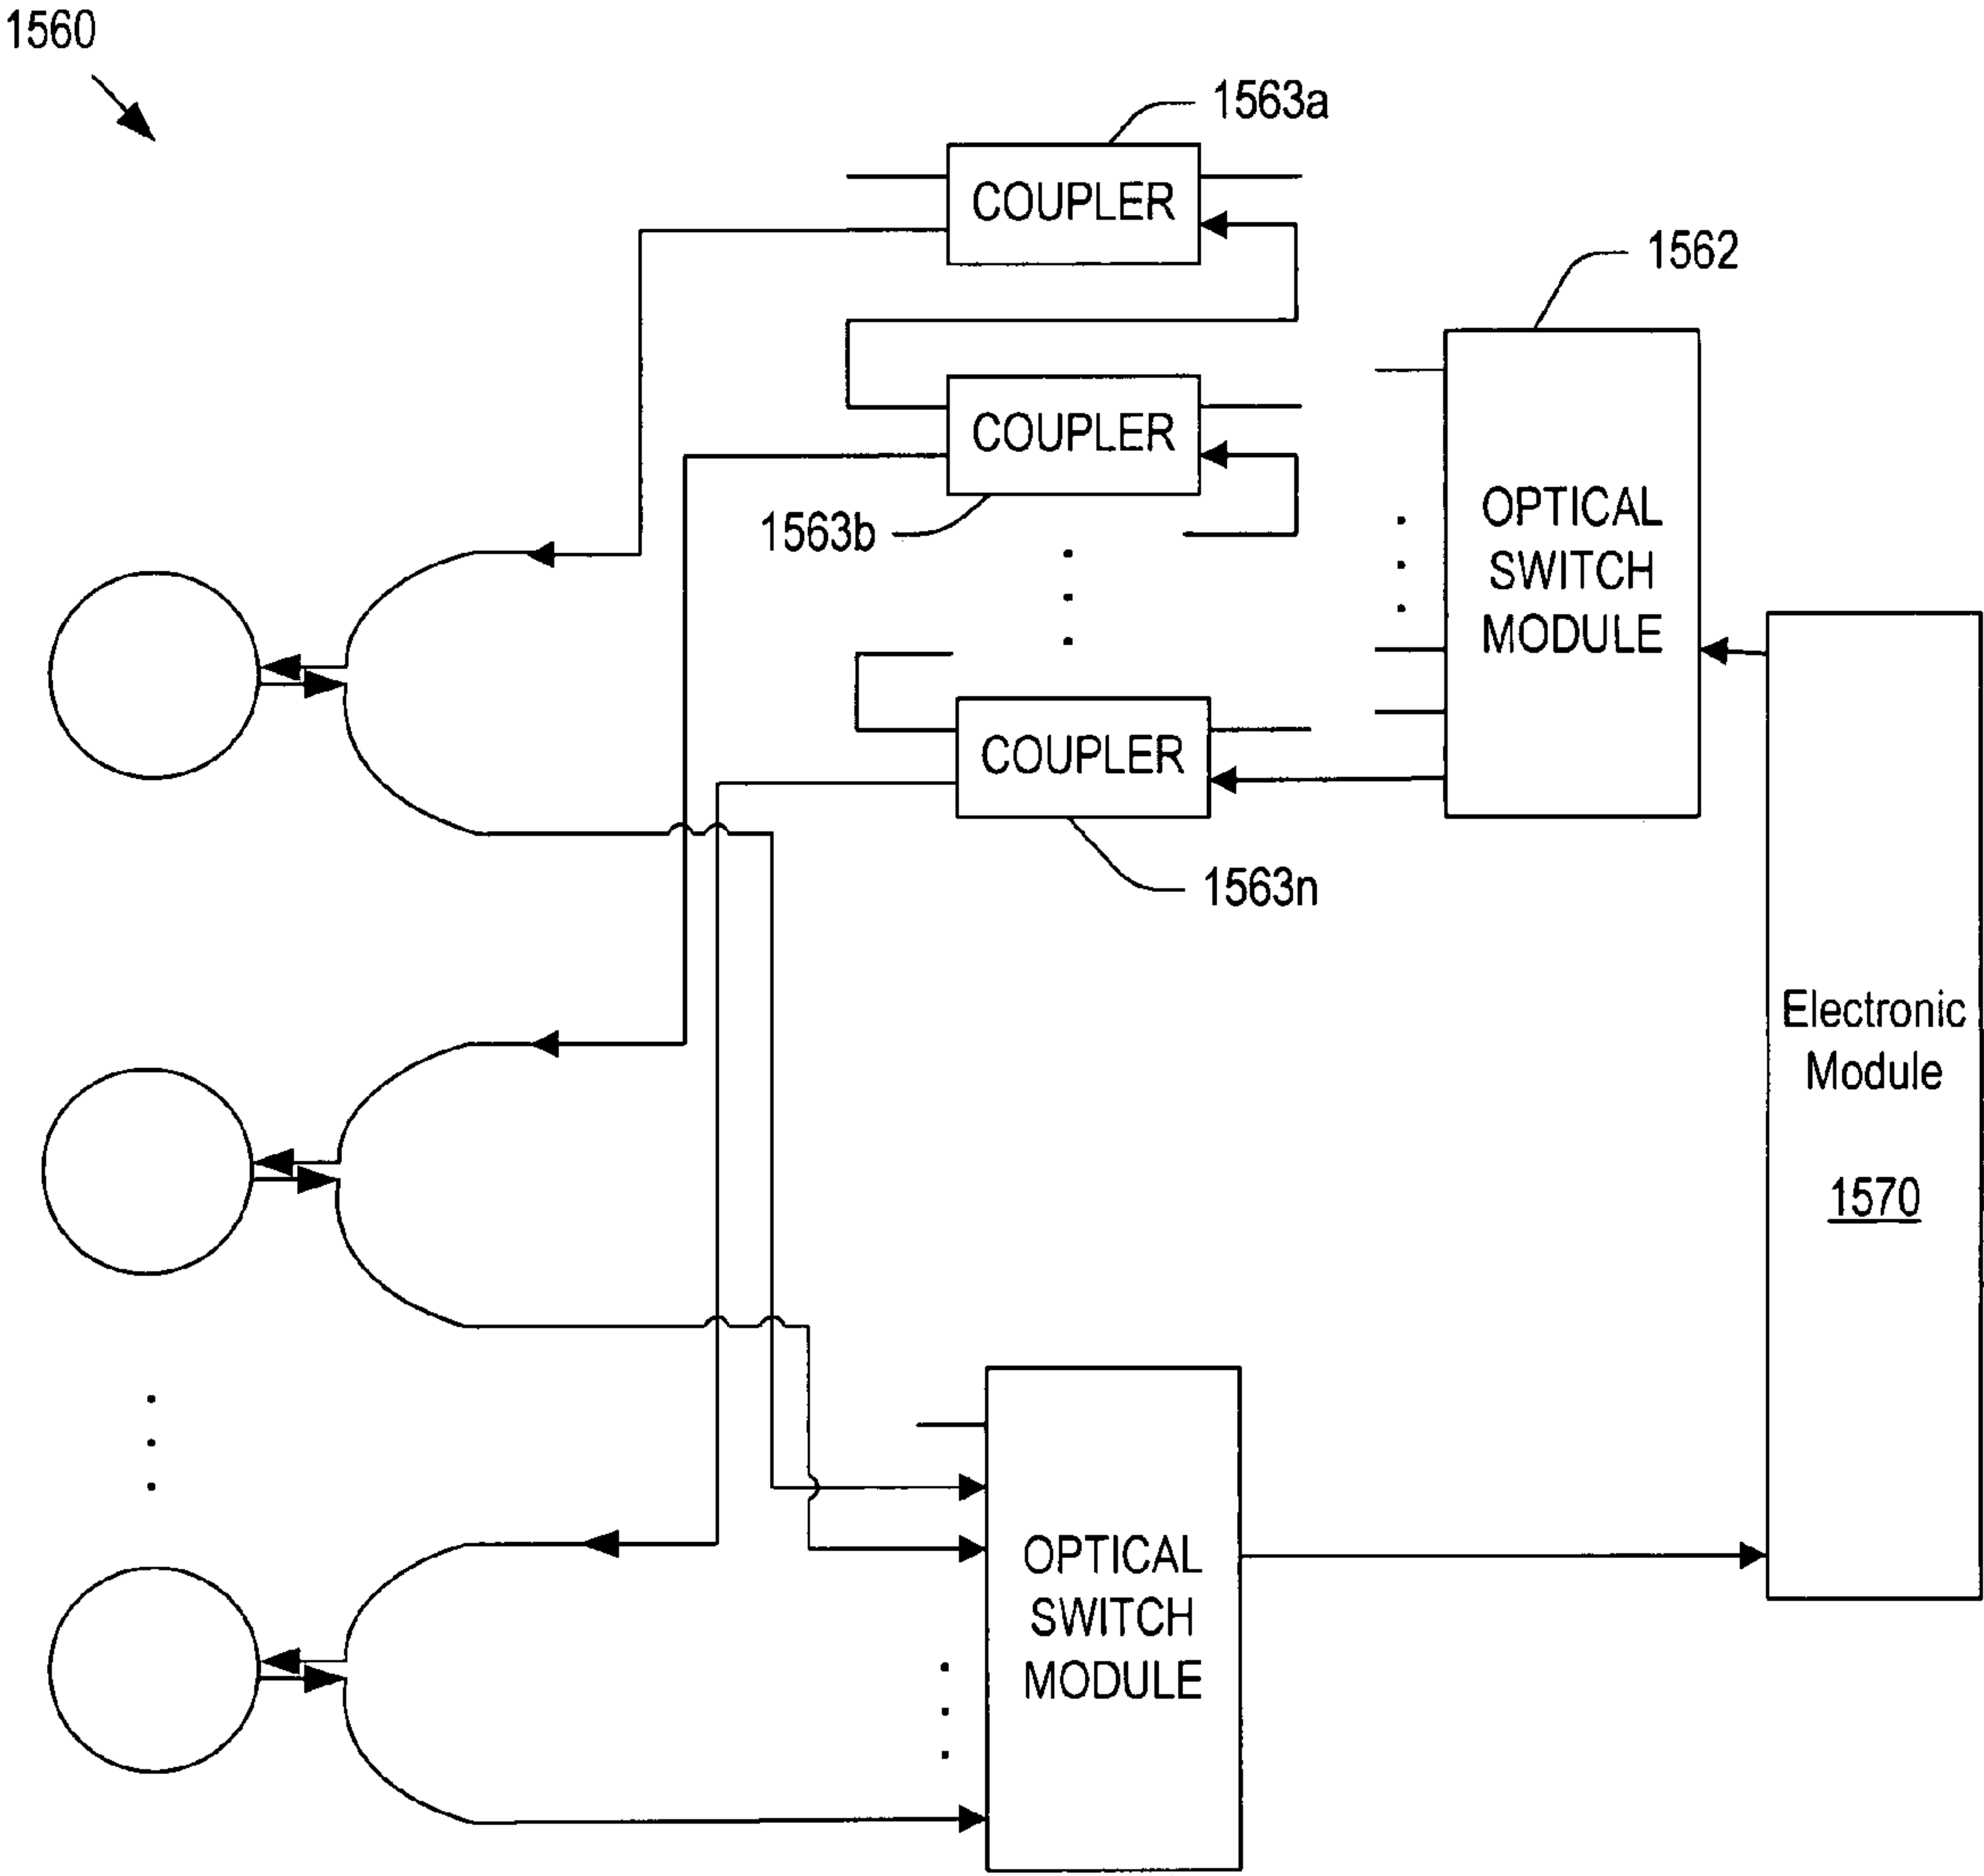 1560
1563a
COUPLER
1562
COUPLER
1563b
OPTICAL
SWITCH
MODULE
COUPLER
1563n
Electronic
Module
1570
OPTICAL
SWITCH
MODULE